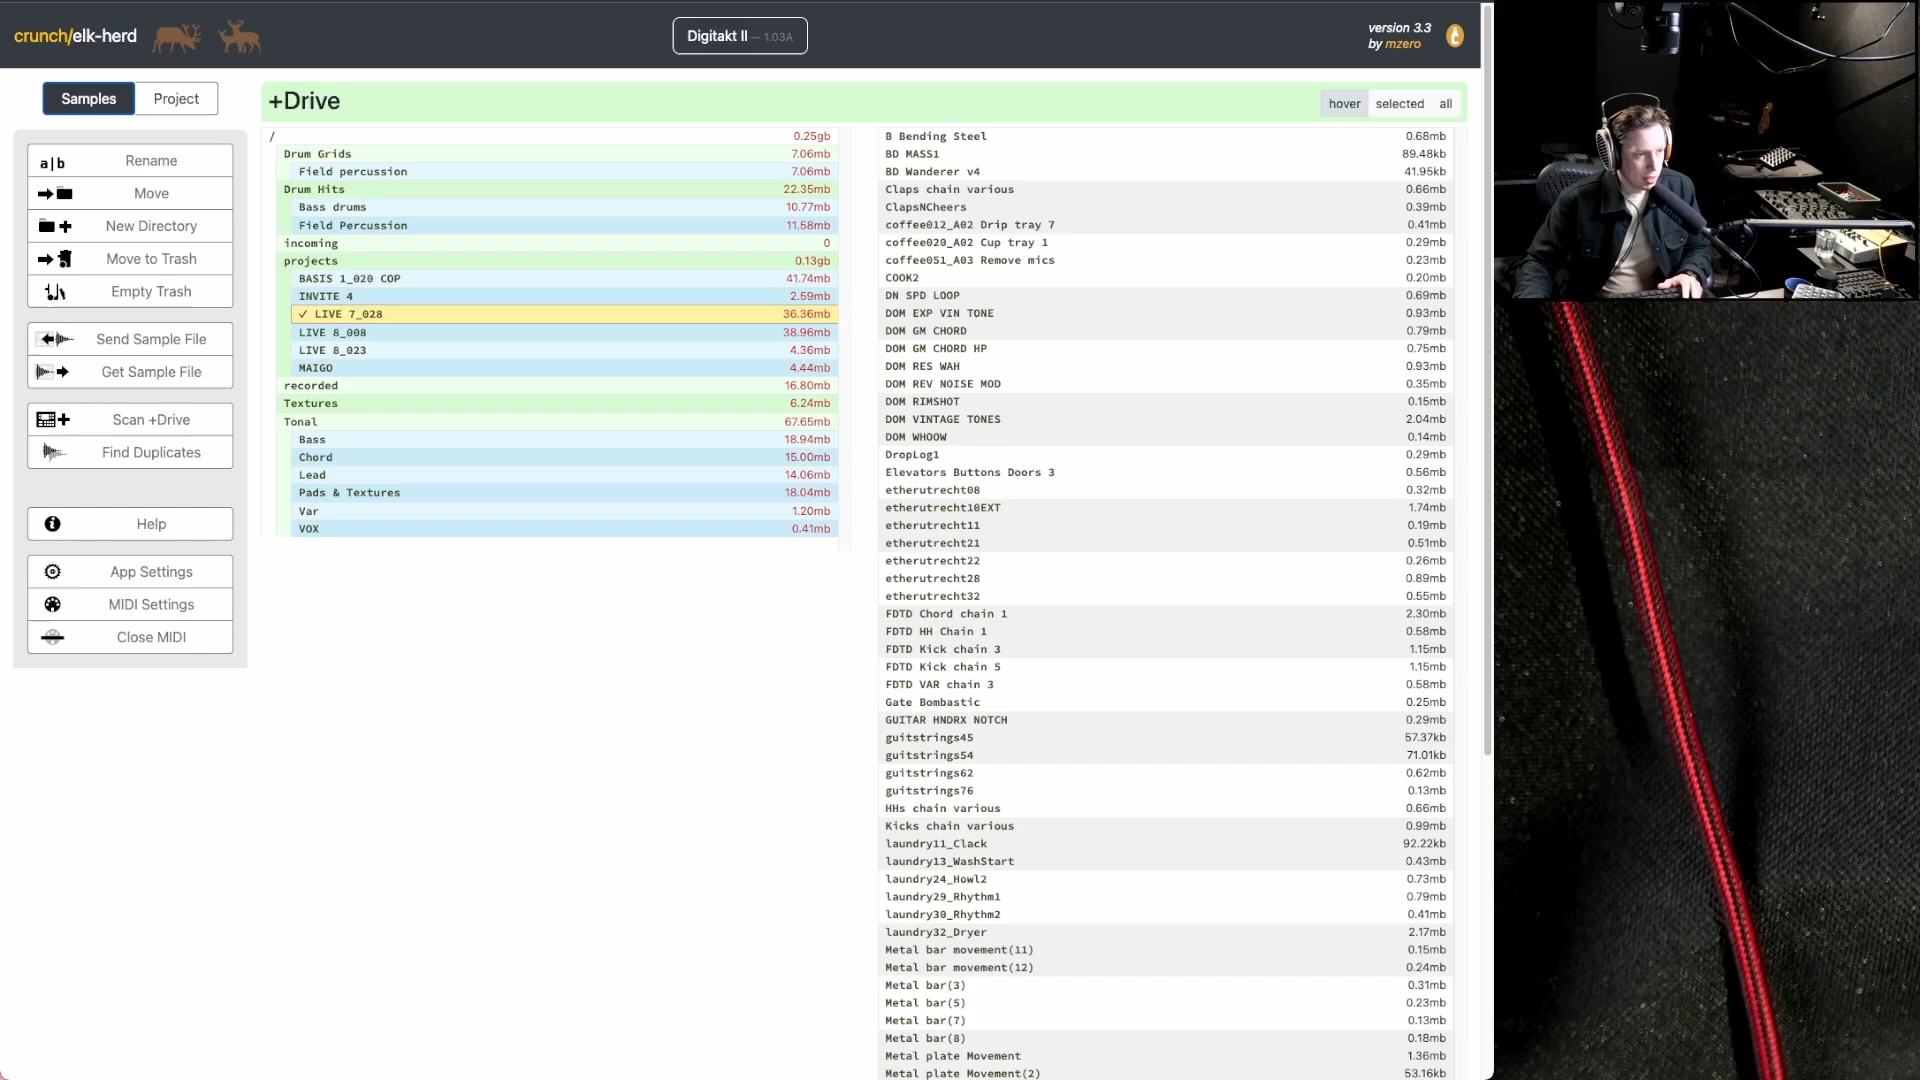 crunch/elk-herd
Digitakt II — 1.03A
version 3.3
by mzero
Samples
Project
a|b Rename
Move
New Directory
Move to Trash
Empty Trash
Send Sample File
Get Sample File
Scan +Drive
Find Duplicates
Help
App Settings
MIDI Settings
Close MIDI
+Drive
hover selected all
/ 0.25gb
Drum Grids 7.06mb
Field percussion 7.06mb
Drum Hits 22.35mb
Bass drums 10.77mb
Field Percussion 11.58mb
incoming 0
projects 0.13gb
BASIS 1_020 COP 41.74mb
INVITE 4 2.59mb
✓ LIVE 7_028 36.36mb
LIVE 8_008 38.96mb
LIVE 8_023 4.36mb
MAIGO 4.44mb
recorded 16.80mb
Textures 6.24mb
Tonal 67.65mb
Bass 18.94mb
Chord 15.00mb
Lead 14.06mb
Pads & Textures 18.04mb
Var 1.20mb
VOX 0.41mb
B Bending Steel 0.68mb
BD MASS1 89.48kb
BD Wanderer v4 41.95kb
Claps chain various 0.66mb
ClapsNCheers 0.39mb
coffee012_A02 Drip tray 7 0.41mb
coffee020_A02 Cup tray 1 0.29mb
coffee051_A03 Remove mics 0.23mb
COOK2 0.20mb
DN SPD LOOP 0.69mb
DOM EXP VIN TONE 0.93mb
DOM GM CHORD 0.79mb
DOM GM CHORD HP 0.75mb
DOM RES WAH 0.93mb
DOM REV NOISE MOD 0.35mb
DOM RIMSHOT 0.15mb
DOM VINTAGE TONES 2.04mb
DOM WHOOW 0.14mb
DropLog1 0.29mb
Elevators Buttons Doors 3 0.56mb
etherutrecht08 0.32mb
etherutrecht10EXT 1.74mb
etherutrecht11 0.19mb
etherutrecht21 0.51mb
etherutrecht22 0.26mb
etherutrecht28 0.89mb
etherutrecht32 0.55mb
FDTD Chord chain 1 2.30mb
FDTD HH Chain 1 0.58mb
FDTD Kick chain 3 1.15mb
FDTD Kick chain 5 1.15mb
FDTD VAR chain 3 0.58mb
Gate Bombastic 0.25mb
GUITAR HNDRX NOTCH 0.29mb
guitstrings45 57.37kb
guitstrings54 71.01kb
guitstrings62 0.62mb
guitstrings76 0.13mb
HHs chain various 0.66mb
Kicks chain various 0.99mb
laundry11_Clack 92.22kb
laundry13_WashStart 0.43mb
laundry24_Howl2 0.73mb
laundry29_Rhythm1 0.79mb
laundry30_Rhythm2 0.41mb
laundry32_Dryer 2.17mb
Metal bar movement(11) 0.15mb
Metal bar movement(12) 0.24mb
Metal bar(3) 0.31mb
Metal bar(5) 0.23mb
Metal bar(7) 0.13mb
Metal bar(8) 0.18mb
Metal plate Movement 1.36mb
Metal plate Movement(2) 53.16kb